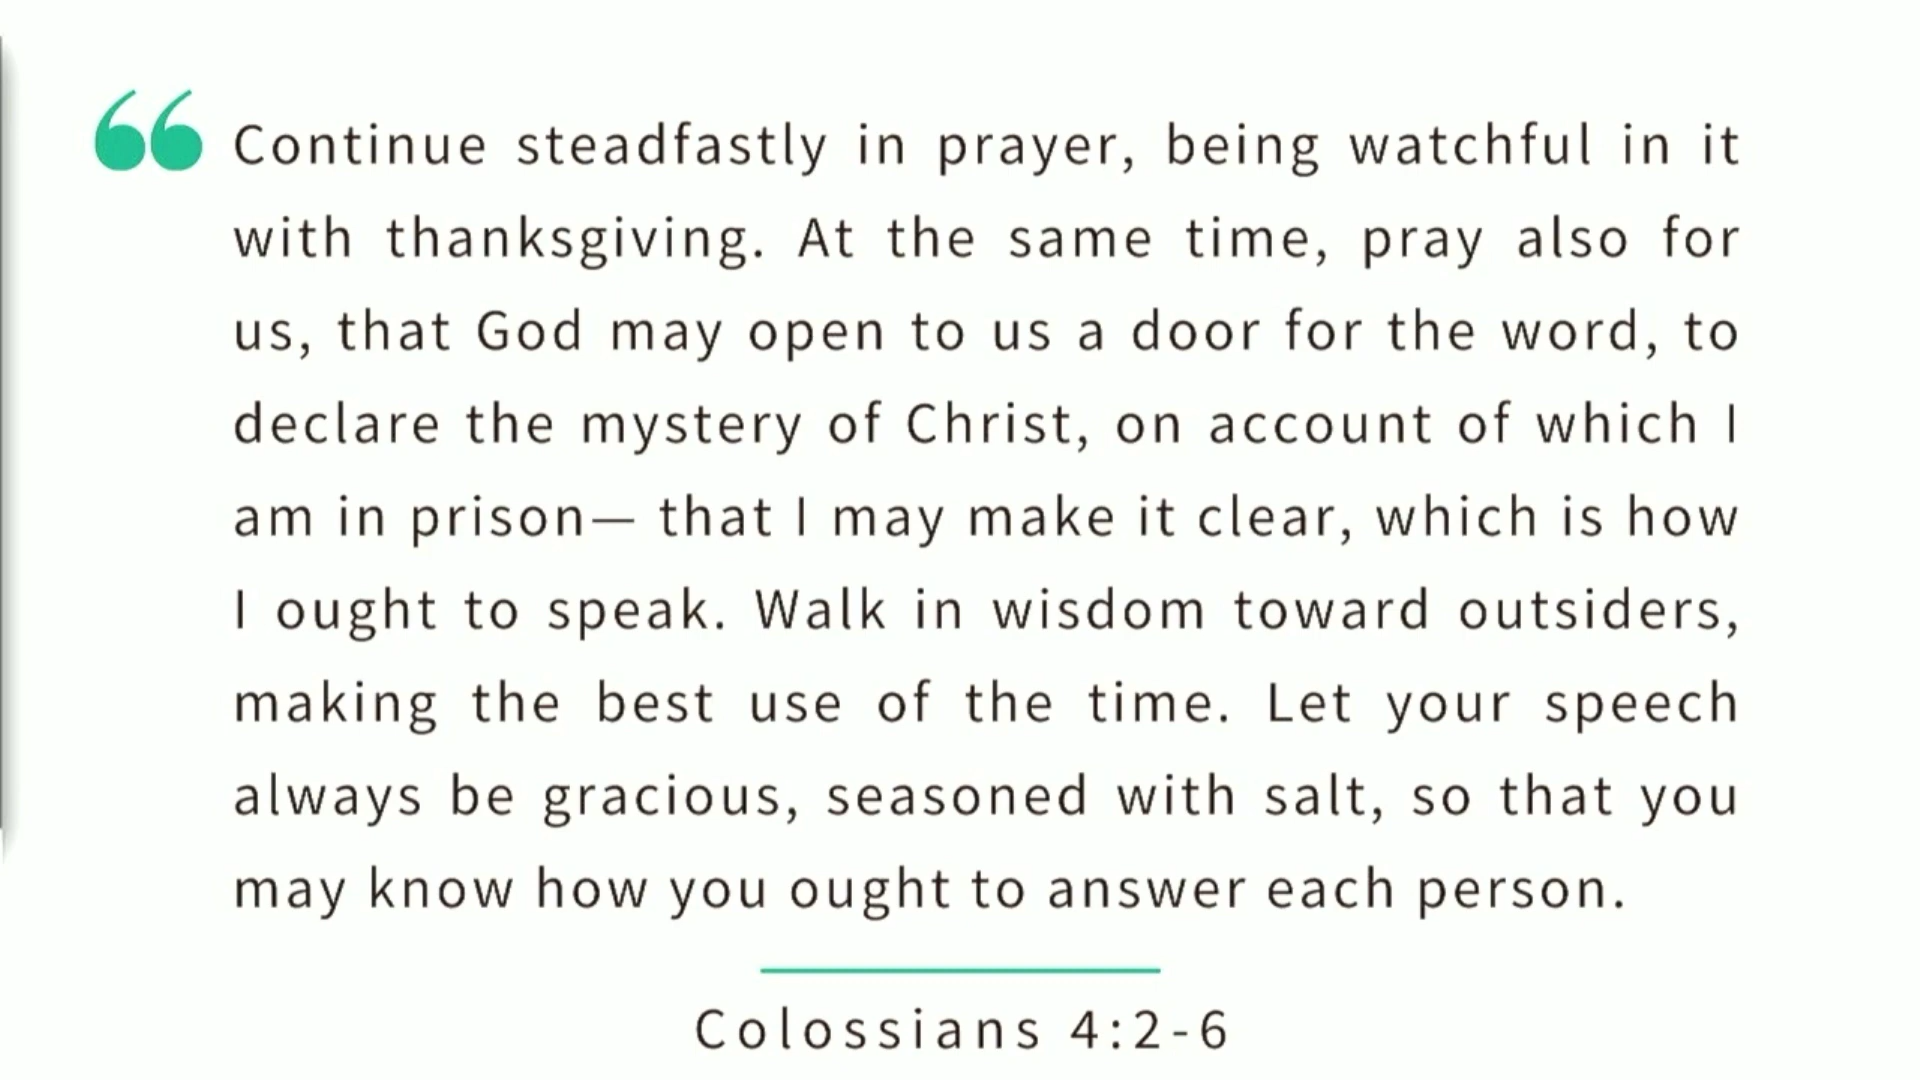 “ Continue steadfastly in prayer, being watchful in it
with thanksgiving. At the same time, pray also for
us, that God may open to us a door for the word, to
declare the mystery of Christ, on account of which I
am in prison— that I may make it clear, which is how
I ought to speak. Walk in wisdom toward outsiders,
making the best use of the time. Let your speech
always be gracious, seasoned with salt, so that you
may know how you ought to answer each person.
Colossians 4:2-6